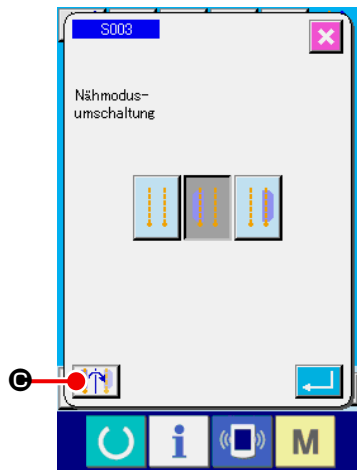 S003
Nähmodus-
umschaltung
C
i
M